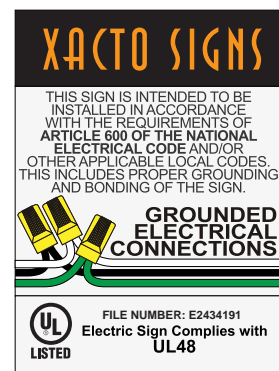 XACTO SIGNS
THIS SIGN IS INTENDED TO BE
INSTALLED IN ACCORDANCE
WITH THE REQUIREMENTS OF
ARTICLE 600 OF THE NATIONAL
ELECTRICAL CODE AND/OR
OTHER APPLICABLE LOCAL CODES.
THIS INCLUDES PROPER GROUNDING
AND BONDING OF THE SIGN.
GROUNDED
ELECTRICAL
CONNECTIONS
UL
LISTED
FILE NUMBER: E2434191
Electric Sign Complies with
UL48